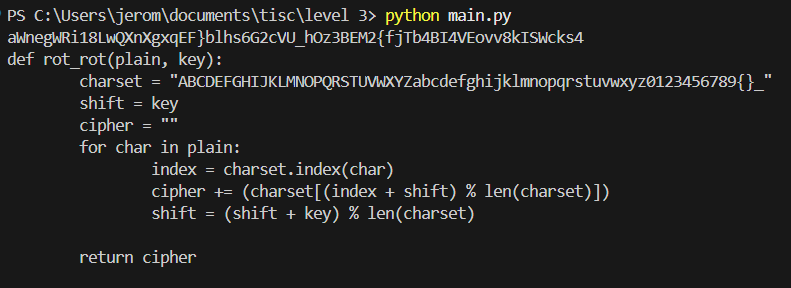 PS C:\Users\jerom\documents\tisc\level 3> python main.py
aWnegWRi18LwQXnXgxqEF}blhs6G2cVU_hOz3BEM2{fjTb4BI4VEovv8kISWcks4
def rot_rot(plain, key):
        charset = "ABCDEFGHIJKLMNOPQRSTUVWXYZabcdefghijklmnopqrstuvwxyz0123456789{}_"
        shift = key
        cipher = ""
        for char in plain:
                index = charset.index(char)
                cipher += (charset[(index + shift) % len(charset)])
                shift = (shift + key) % len(charset)

        return cipher